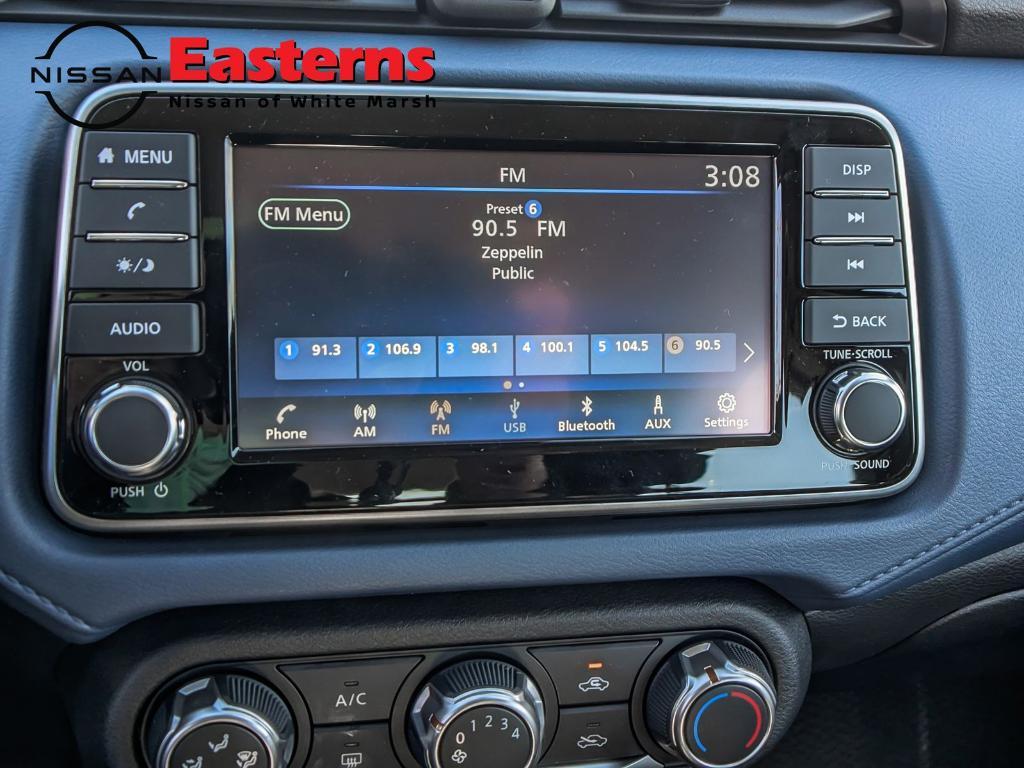 NISSAN Easterns
Nissan of White Marsh
MENU
AUDIO
VOL
PUSH
FM 3:08
FM Menu
Preset 6
90.5 FM
Zeppelin
Public
1 91.3 2 106.9 3 98.1 4 100.1 5 104.5 6 90.5
Phone AM FM USB Bluetooth AUX Settings
DISP
BACK
TUNE·SCROLL
PUSH SOUND
A/C
0 1 2 3 4